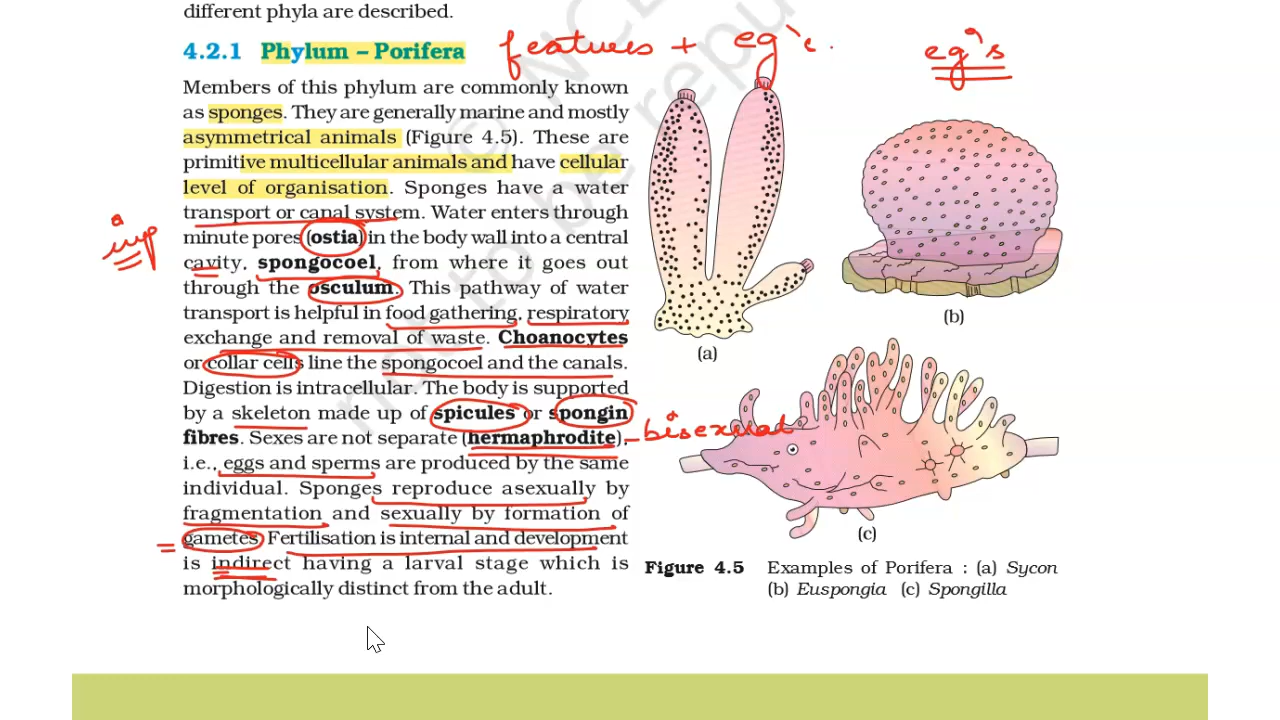 different phyla are described.
4.2.1 Phylum – Porifera
features + eg's.
eg's
Members of this phylum are commonly known
as sponges. They are generally marine and mostly
asymmetrical animals (Figure 4.5). These are
primitive multicellular animals and have cellular
level of organisation. Sponges have a water
transport or canal system. Water enters through
imp
minute pores (ostia) in the body wall into a central
cavity, spongocoel, from where it goes out
through the osculum. This pathway of water
transport is helpful in food gathering, respiratory
exchange and removal of waste. Choanocytes
or collar cells line the spongocoel and the canals.
Digestion is intracellular. The body is supported
by a skeleton made up of spicules or spongin
fibres. Sexes are not separate (hermaphrodite), - bisexual
i.e., eggs and sperms are produced by the same
individual. Sponges reproduce asexually by
fragmentation and sexually by formation of
gametes. Fertilisation is internal and development
is indirect having a larval stage which is
morphologically distinct from the adult.
(a)
(b)
(c)
Figure 4.5 Examples of Porifera : (a) Sycon
(b) Euspongia (c) Spongilla